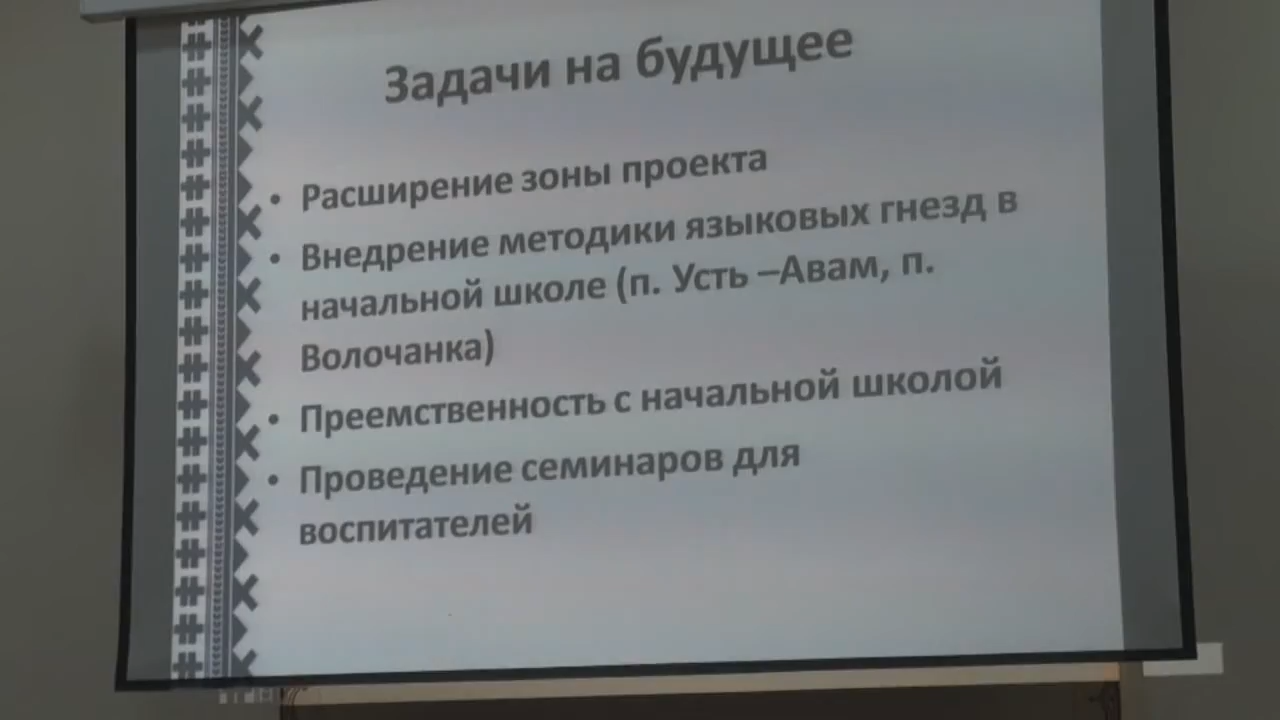 Задачи на будущее
• Расширение зоны проекта
• Внедрение методики языковых гнезд в
начальной школе (п. Усть –Авам, п.
Волочанка)
• Преемственность с начальной школой
• Проведение семинаров для
воспитателей